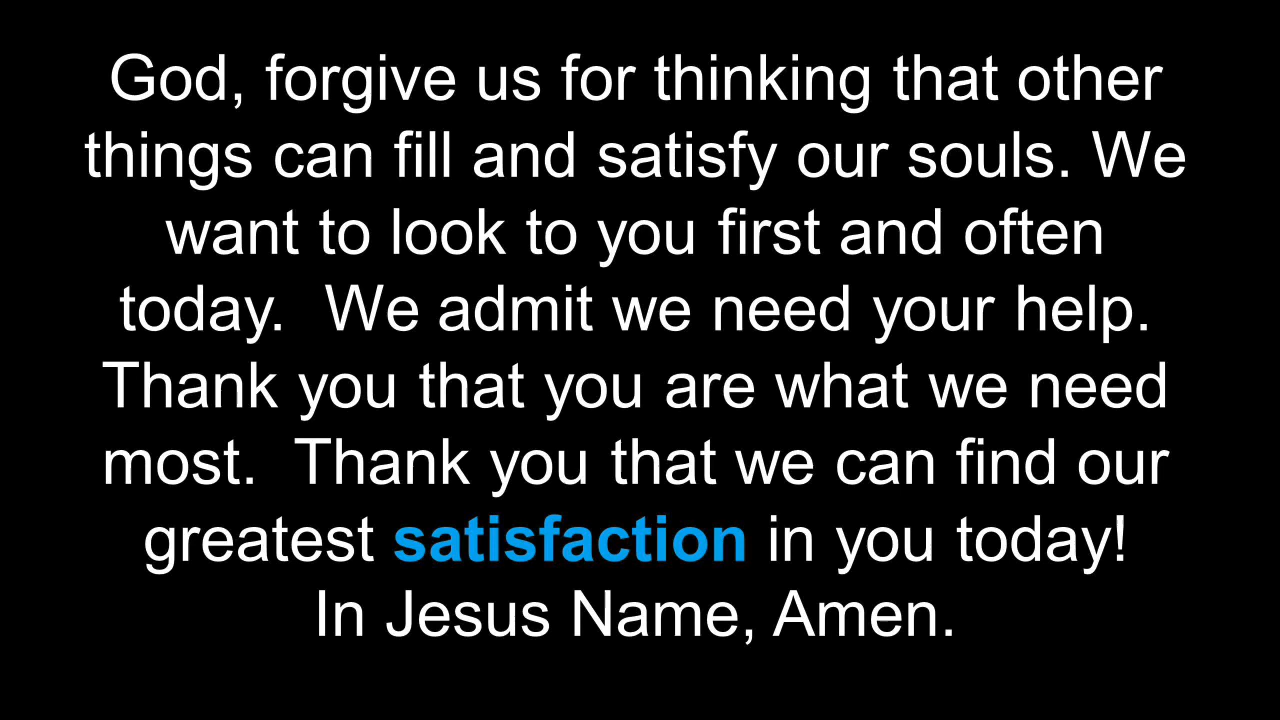 God, forgive us for thinking that other
things can fill and satisfy our souls. We
want to look to you first and often
today.  We admit we need your help.
Thank you that you are what we need
most.  Thank you that we can find our
greatest satisfaction in you today!
In Jesus Name, Amen.